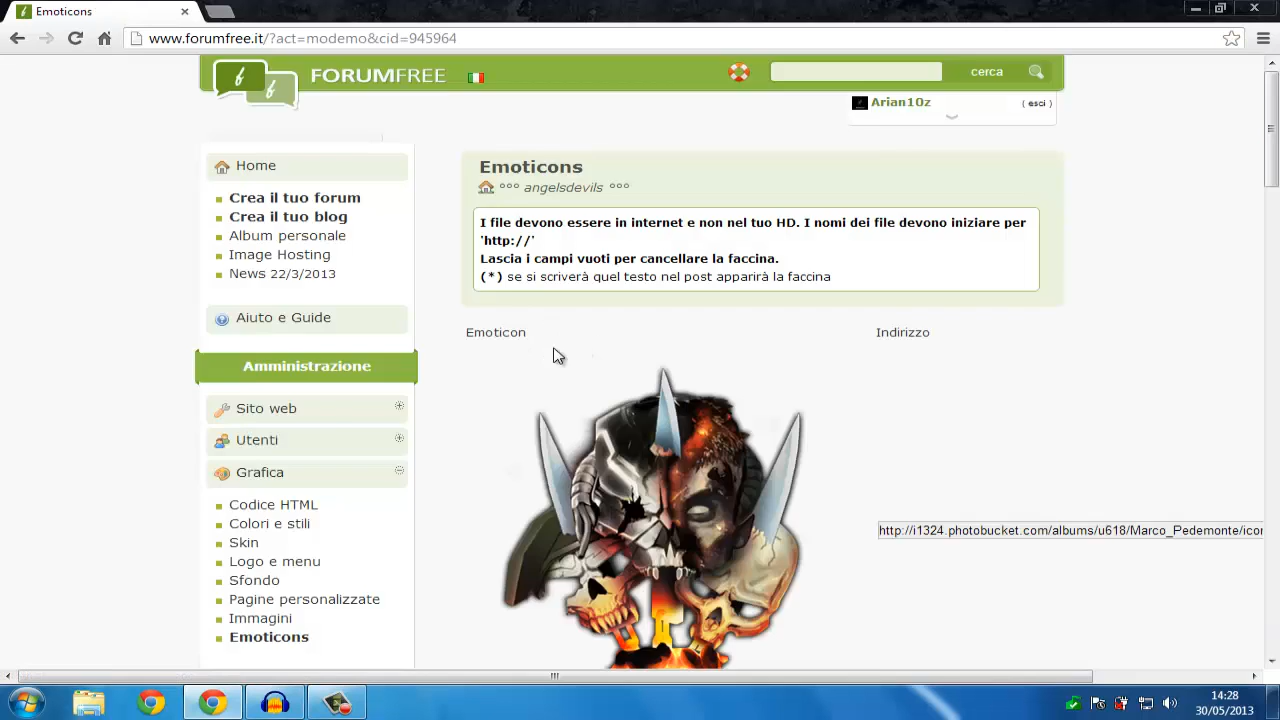 Emoticons
www.forumfree.it/?act=modemo&cid=945964
FORUMFREE
cerca
Arian10z
( esci )
Home
Crea il tuo forum
Crea il tuo blog
Album personale
Image Hosting
News 22/3/2013
Aiuto e Guide
Amministrazione
Sito web
Utenti
Grafica
Codice HTML
Colori e stili
Skin
Logo e menu
Sfondo
Pagine personalizzate
Immagini
Emoticons
Emoticons
°°° angelsdevils °°°
I file devono essere in internet e non nel tuo HD. I nomi dei file devono iniziare per
'http://'
Lascia i campi vuoti per cancellare la faccina.
(*) se si scriverà quel testo nel post apparirà la faccina
Emoticon
Indirizzo
http://i1324.photobucket.com/albums/u618/Marco_Pedemonte/icor
14:28
30/05/2013